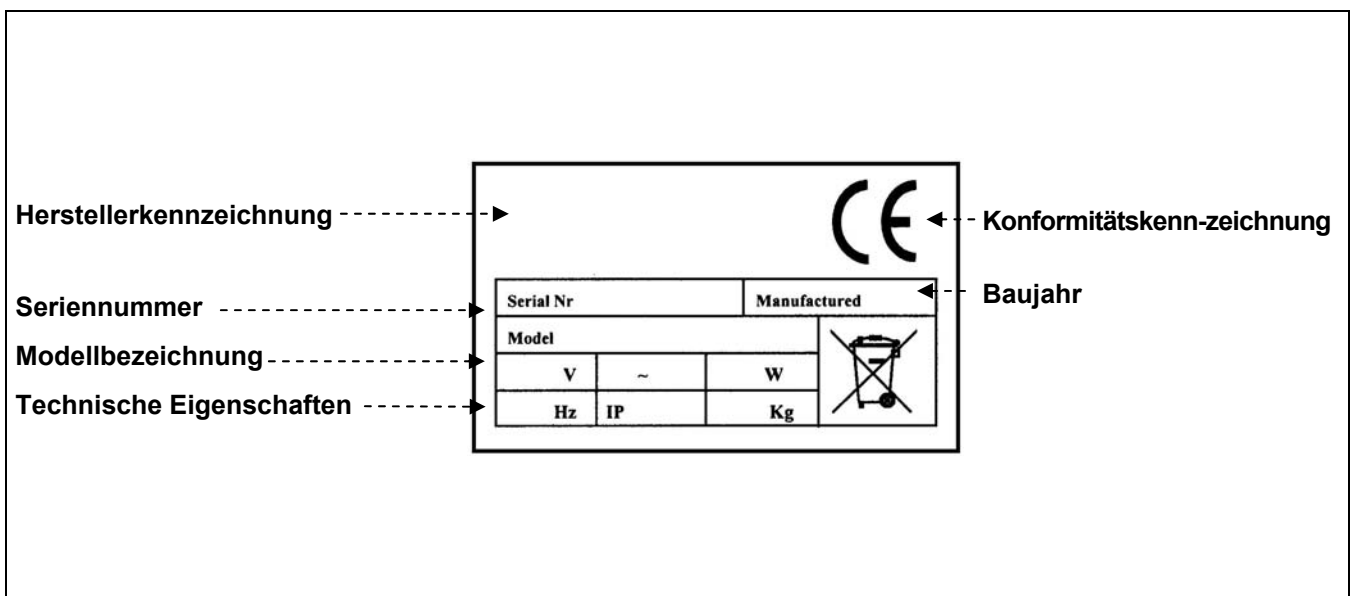 Herstellerkennzeichnung
CE
Konformitätskenn-zeichnung
Seriennummer
Serial Nr
Manufactured
Baujahr
Modellbezeichnung
Model
V ~ W
Technische Eigenschaften
Hz IP Kg